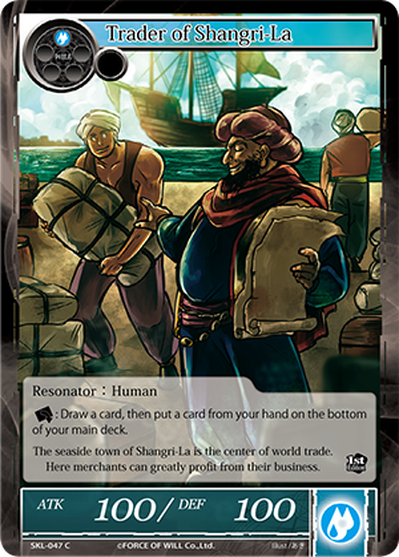 Trader of Shangri-La
WILL
Resonator : Human
: Draw a card, then put a card from your hand on the bottom
of your main deck.
The seaside town of Shangri-La is the center of world trade.
Here merchants can greatly profit from their business.
1st
Edition
ATK 100 / DEF 100
SKL-047 C ©FORCE OF WILL Co.,Ltd. Illust /